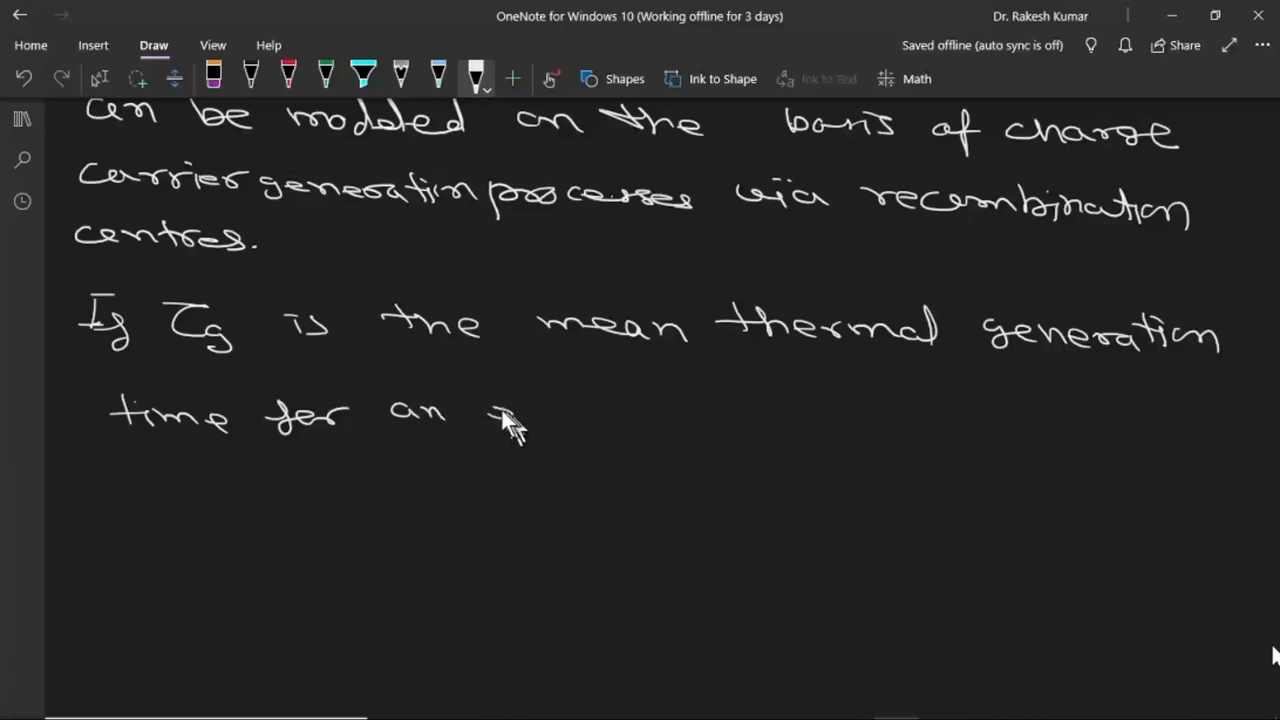 OneNote for Windows 10 (Working offline for 3 days)
Dr. Rakesh Kumar
Home Insert Draw View Help
Saved offline (auto sync is off) Share
Shapes Ink to Shape Ink to Text Math
can be modeled on the basis of charge
carrier generation processes via recombination
centres.
If τg is the mean thermal generation
time for an